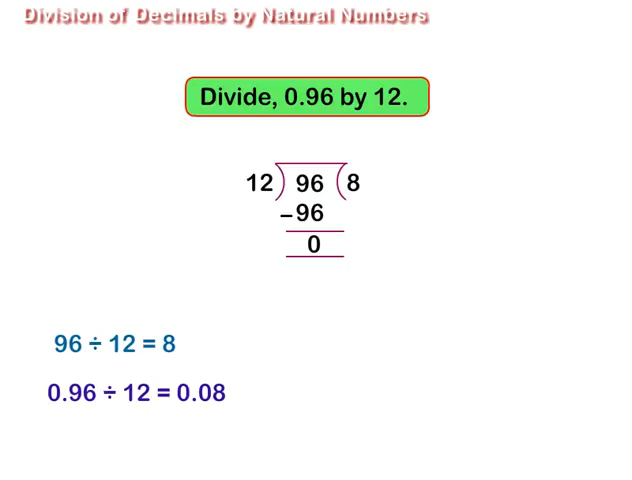 Division of Decimals by Natural Numbers
Divide, 0.96 by 12.
12 ) 96 ( 8
–96
0
96 ÷ 12 = 8
0.96 ÷ 12 = 0.08